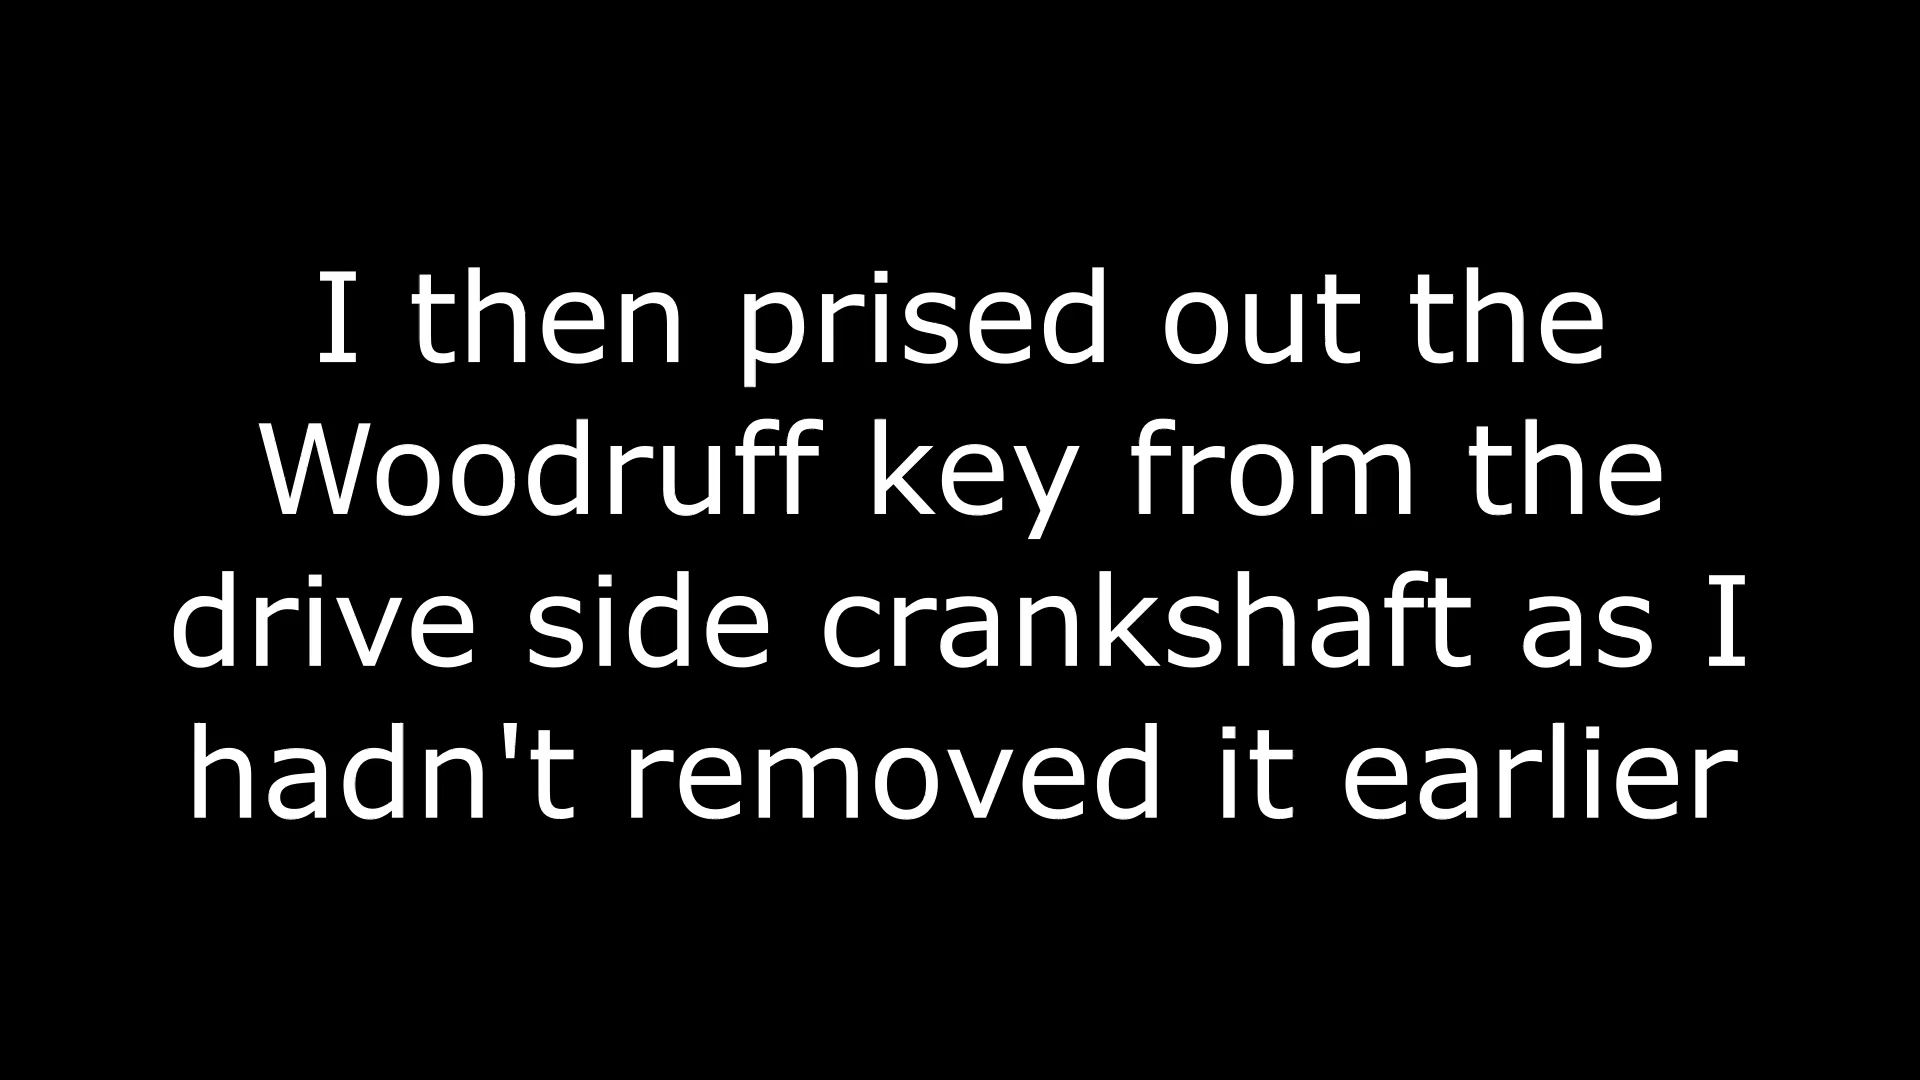 I then prised out the
Woodruff key from the
drive side crankshaft as I
hadn't removed it earlier